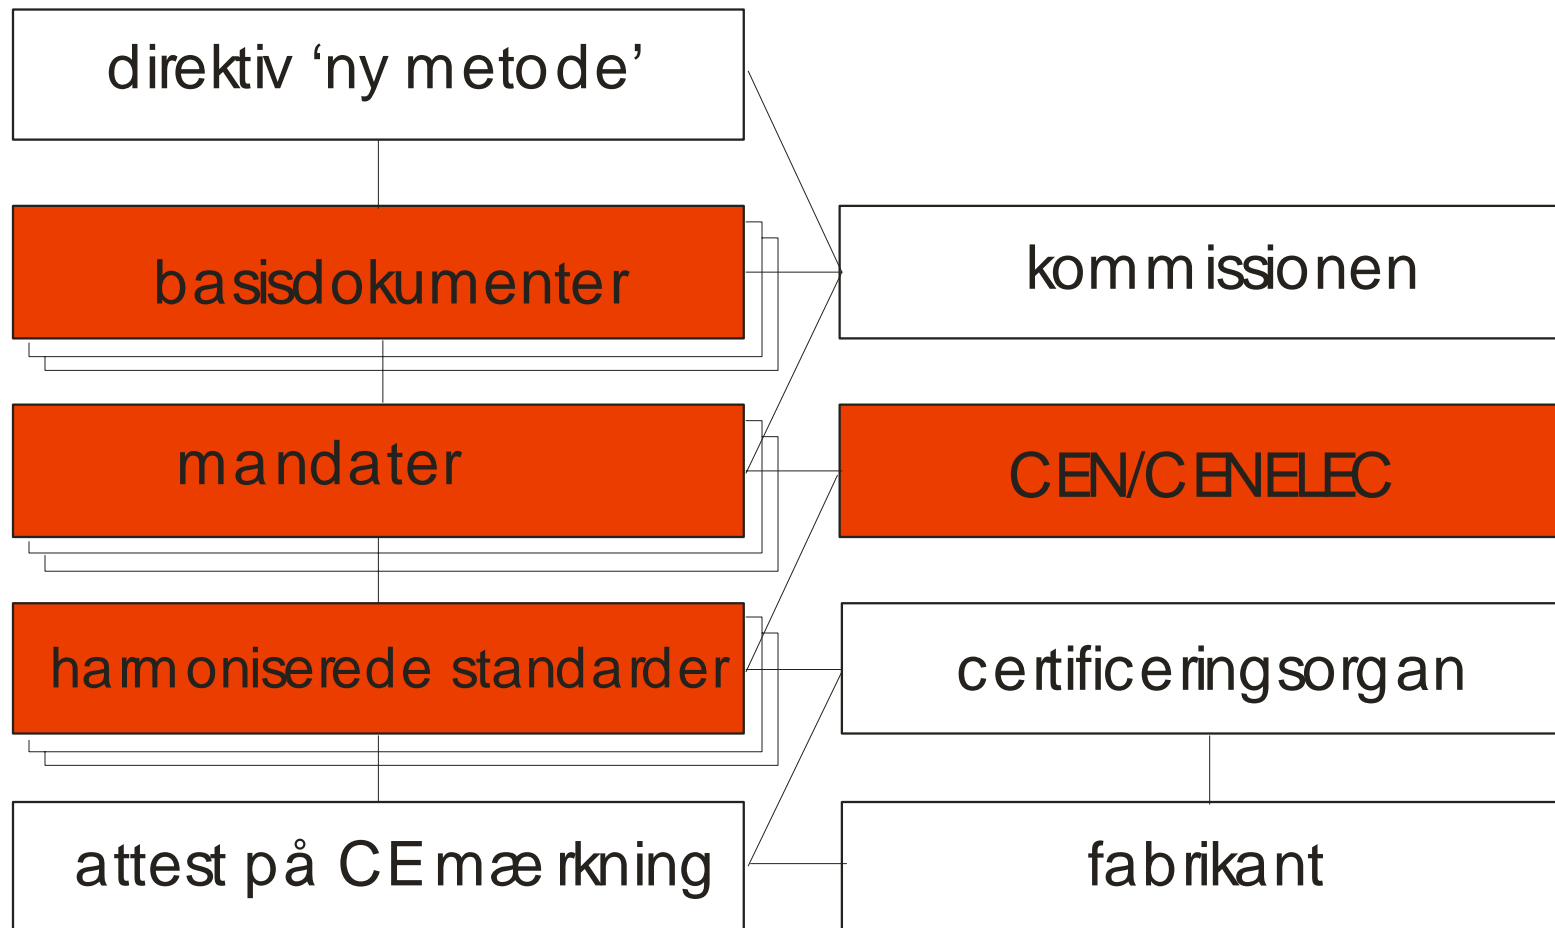 direktiv ‘ny metode’
basisdokumenter
kommissionen
mandater
CEN/CENELEC
harmoniserede standarder
certificeringsorgan
attest på CE mærkning
fabrikant